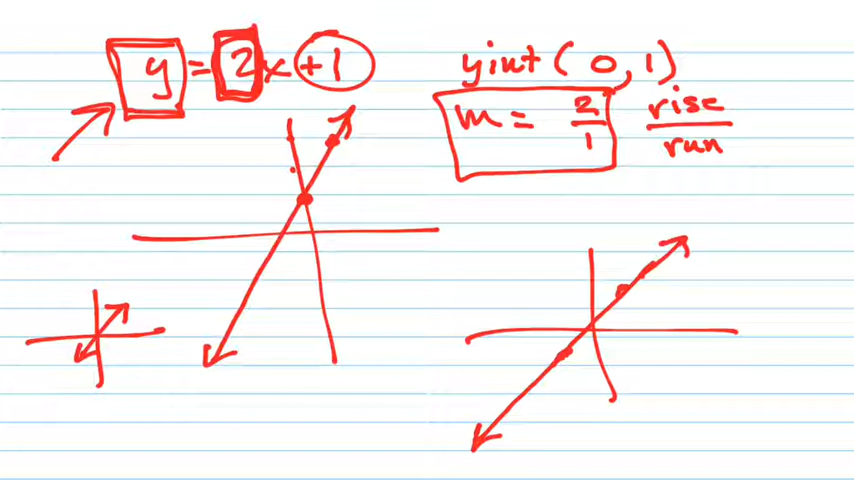 y = 2x + 1
yint (0, 1)
m = 2/1 rise/run